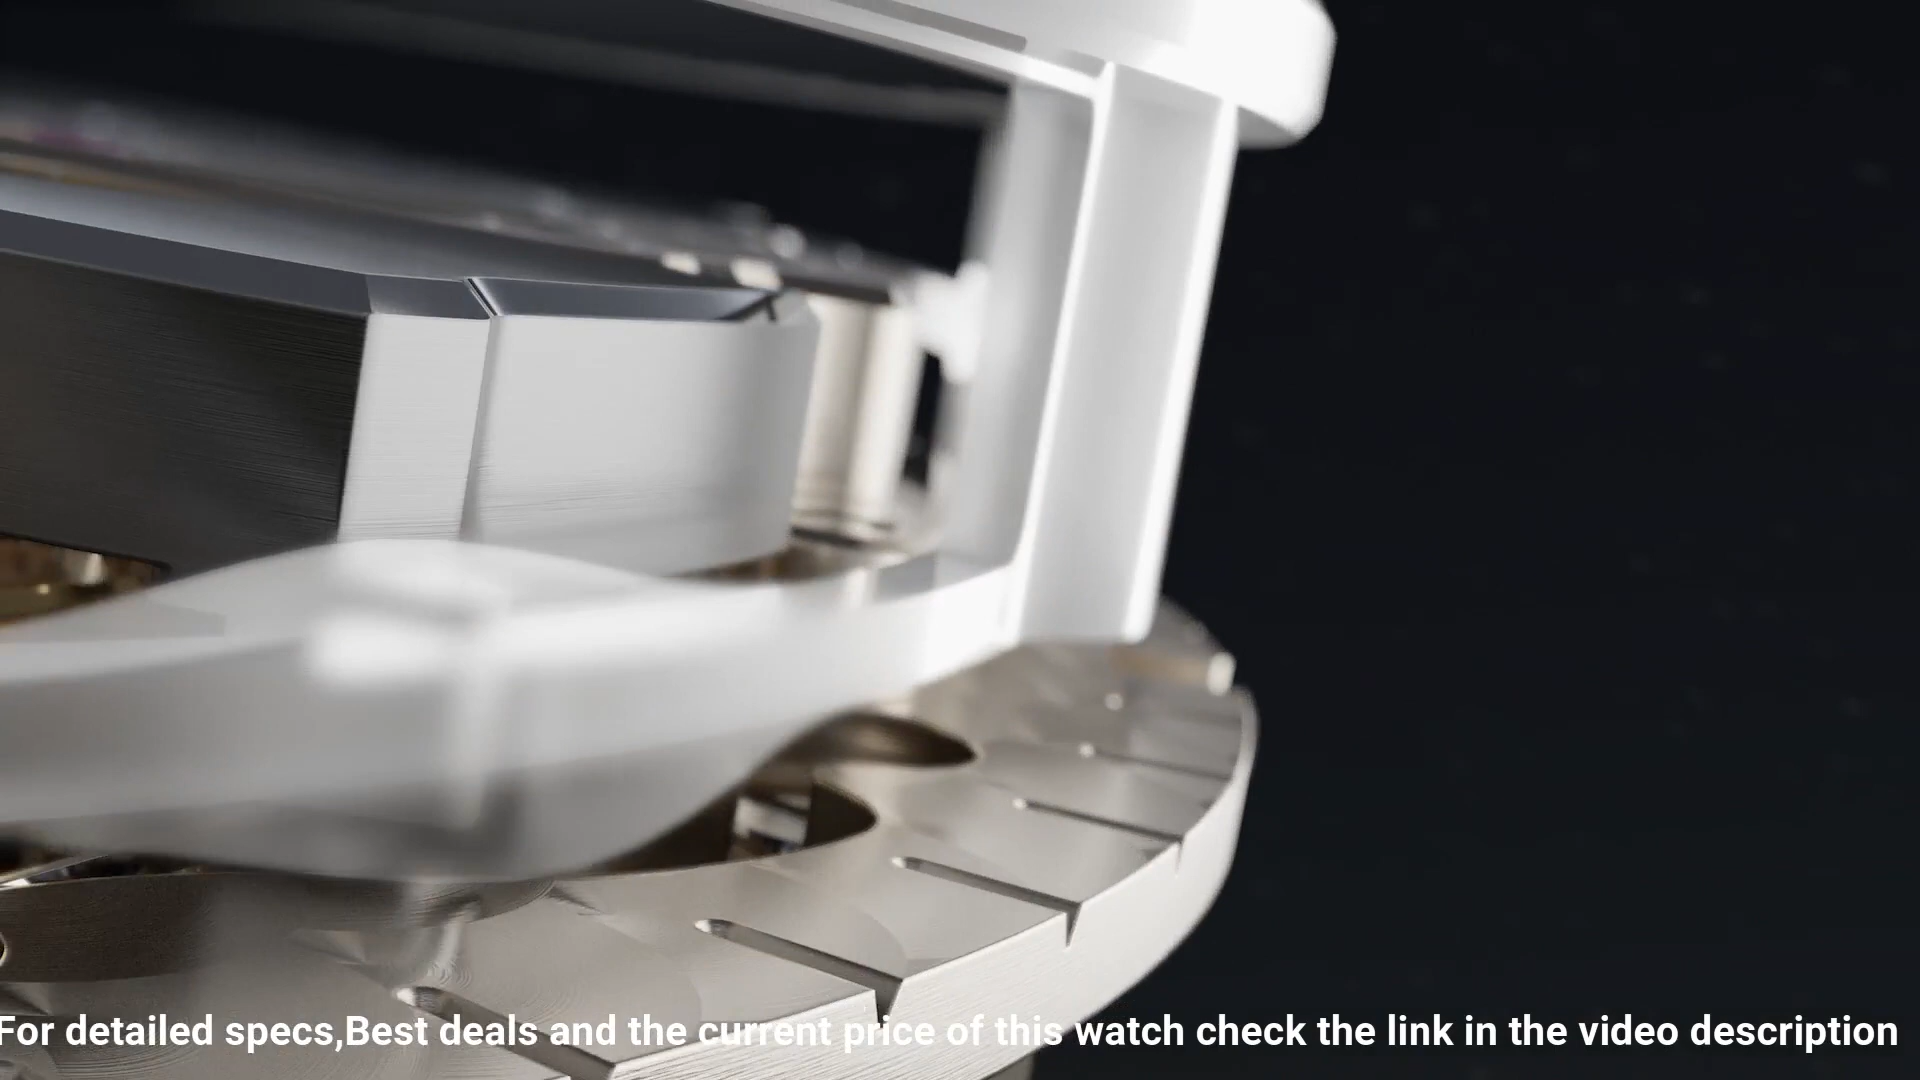 For detailed specs,Best deals and the current price of this watch check the link in the video description